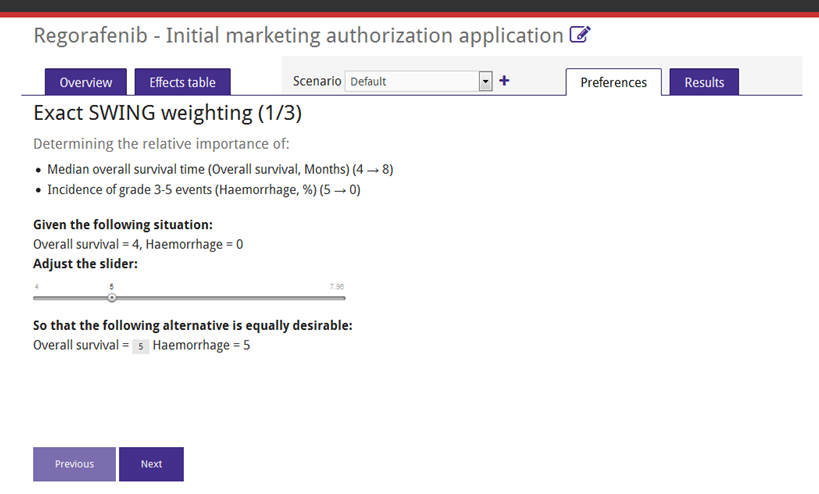 Regorafenib - Initial marketing authorization application
Overview Effects table Scenario Default + Preferences Results
Exact SWING weighting (1/3)
Determining the relative importance of:
• Median overall survival time (Overall survival, Months) (4 → 8)
• Incidence of grade 3-5 events (Haemorrhage, %) (5 → 0)
Given the following situation:
Overall survival = 4, Haemorrhage = 0
Adjust the slider:
4 5 7.96
So that the following alternative is equally desirable:
Overall survival = 5 Haemorrhage = 5
Previous Next